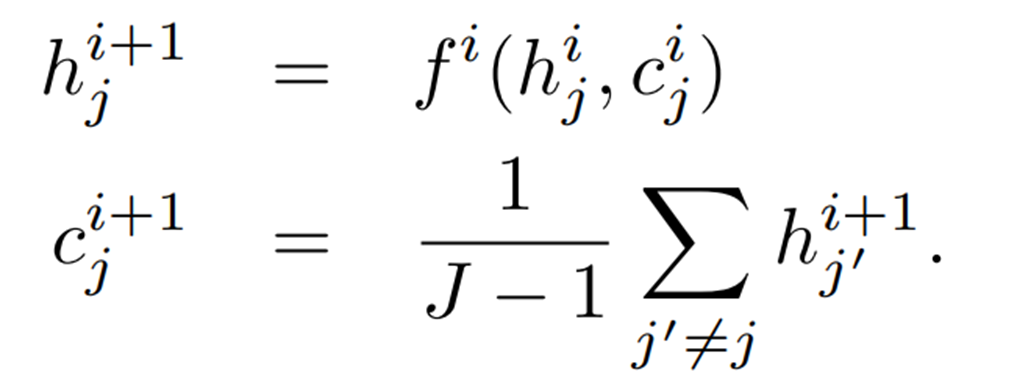 h_j^{i+1} = f^i(h_j^i, c_j^i)
c_j^{i+1} = \frac{1}{J-1} \sum_{j' \neq j} h_{j'}^{i+1}.